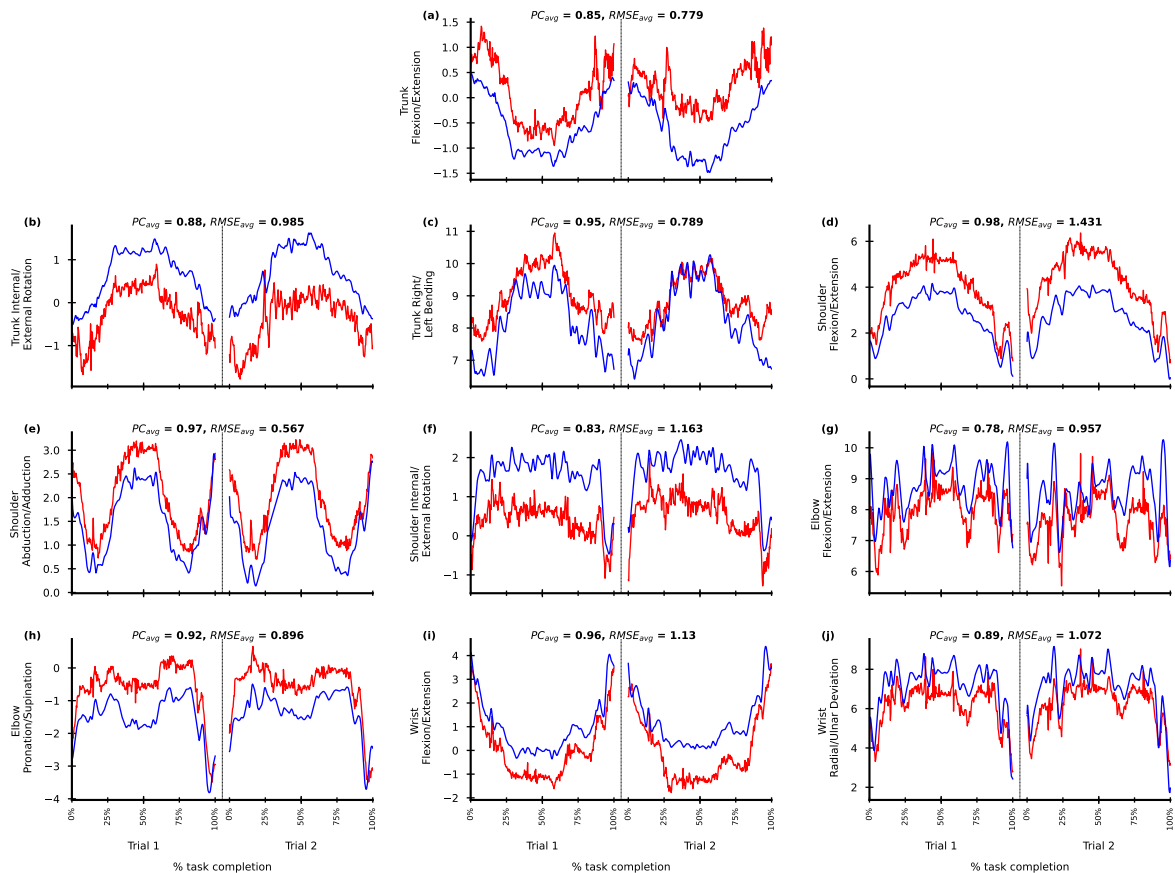 (a) PC_avg = 0.85, RMSE_avg = 0.779
Trunk
Flexion/Extension
1.5
1.0
0.5
0.0
−0.5
−1.0
−1.5
(b) PC_avg = 0.88, RMSE_avg = 0.985
Trunk Internal/
External Rotation
1
0
−1
(c) PC_avg = 0.95, RMSE_avg = 0.789
Trunk Right/
Left Bending
11
10
9
8
7
(d) PC_avg = 0.98, RMSE_avg = 1.431
Shoulder
Flexion/Extension
6
4
2
0
(e) PC_avg = 0.97, RMSE_avg = 0.567
Shoulder
Abduction/Adduction
3.0
2.5
2.0
1.5
1.0
0.5
0.0
(f) PC_avg = 0.83, RMSE_avg = 1.163
Shoulder Internal/
External Rotation
2
1
0
−1
(g) PC_avg = 0.78, RMSE_avg = 0.957
Elbow
Flexion/Extension
10
9
8
7
6
(h) PC_avg = 0.92, RMSE_avg = 0.896
Elbow
Pronation/Supination
0
−1
−2
−3
−4
0% 25% 50% 75% 100% 0% 25% 50% 75% 100%
Trial 1 Trial 2
% task completion
(i) PC_avg = 0.96, RMSE_avg = 1.13
Wrist
Flexion/Extension
4
3
2
1
0
−1
−2
0% 25% 50% 75% 100% 0% 25% 50% 75% 100%
Trial 1 Trial 2
% task completion
(j) PC_avg = 0.89, RMSE_avg = 1.072
Wrist
Radial/Ulnar Deviation
8
6
4
2
0% 25% 50% 75% 100% 0% 25% 50% 75% 100%
Trial 1 Trial 2
% task completion